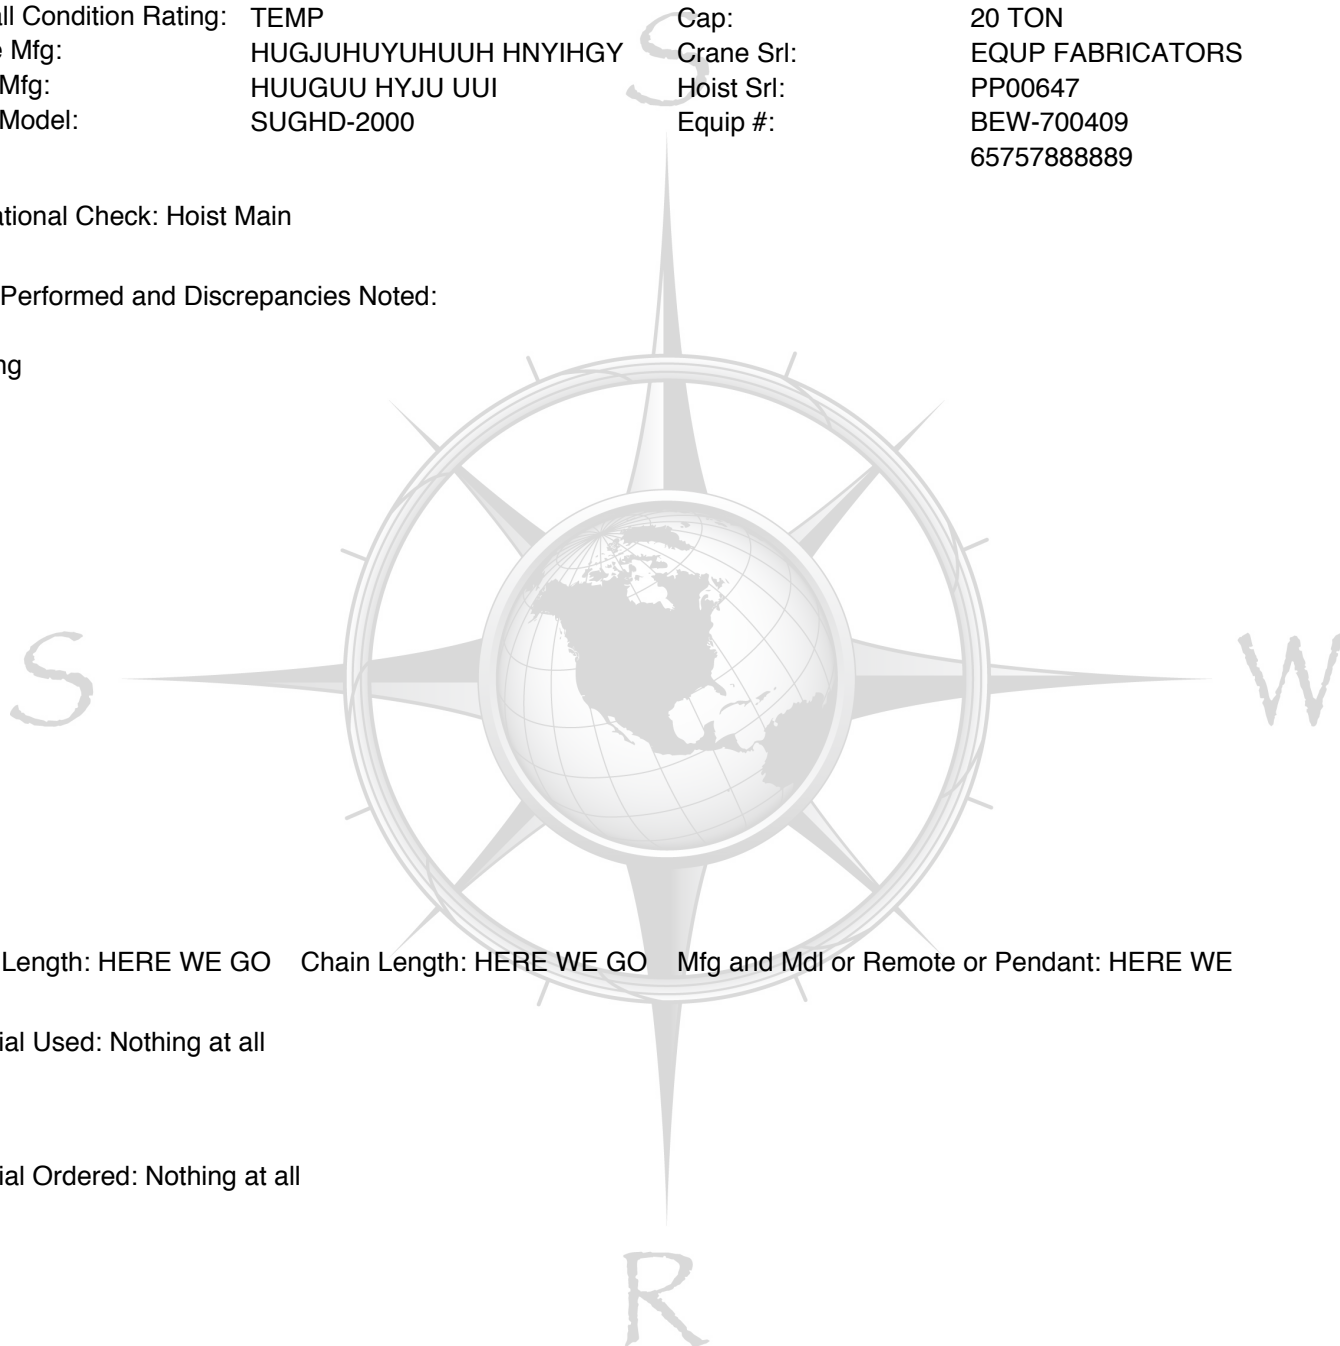 S
all Condition Rating: TEMP Cap: 20 TON
e Mfg: HUGJUHUYUHUUH HNYIHGY Crane Srl: EQUP FABRICATORS
Mfg: HUUGUU HYJU UUI Hoist Srl: PP00647
Model: SUGHD-2000 Equip #: BEW-700409
65757888889
ational Check: Hoist Main
Performed and Discrepancies Noted:
ng
S W
Length: HERE WE GO Chain Length: HERE WE GO Mfg and Mdl or Remote or Pendant: HERE WE
ial Used: Nothing at all
ial Ordered: Nothing at all
R